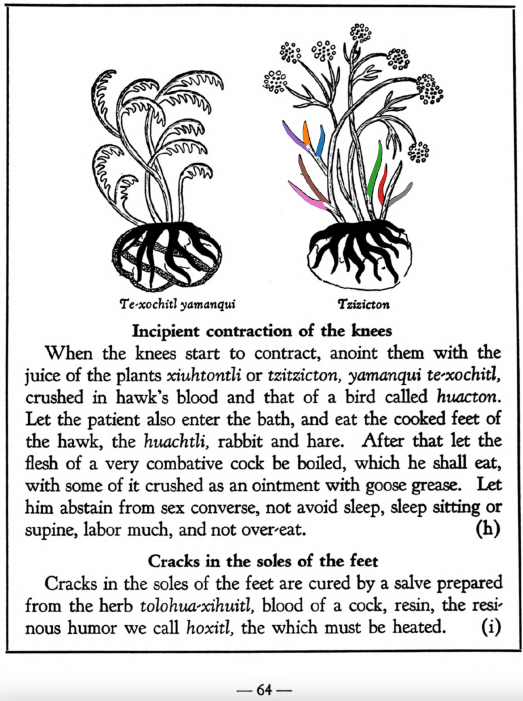 Te-xochitl yamanqui
Tzizicton
Incipient contraction of the knees
When the knees start to contract, anoint them with the
juice of the plants xiuhtontli or tzitzicton, yamanqui te-xochitl,
crushed in hawk's blood and that of a bird called huacton.
Let the patient also enter the bath, and eat the cooked feet of
the hawk, the huachtli, rabbit and hare. After that let the
flesh of a very combative cock be boiled, which he shall eat,
with some of it crushed as an ointment with goose grease. Let
him abstain from sex converse, not avoid sleep, sleep sitting or
supine, labor much, and not over-eat. (h)
Cracks in the soles of the feet
Cracks in the soles of the feet are cured by a salve prepared
from the herb tolohua-xihuitl, blood of a cock, resin, the resi-
nous humor we call hoxitl, the which must be heated. (i)
— 64 —